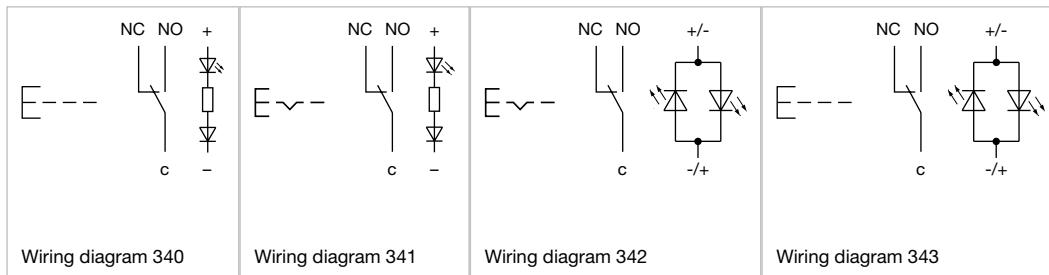 NC NO +
c –
Wiring diagram 340
NC NO +
c –
Wiring diagram 341
NC NO +/-
c -/+
Wiring diagram 342
NC NO +/-
c -/+
Wiring diagram 343